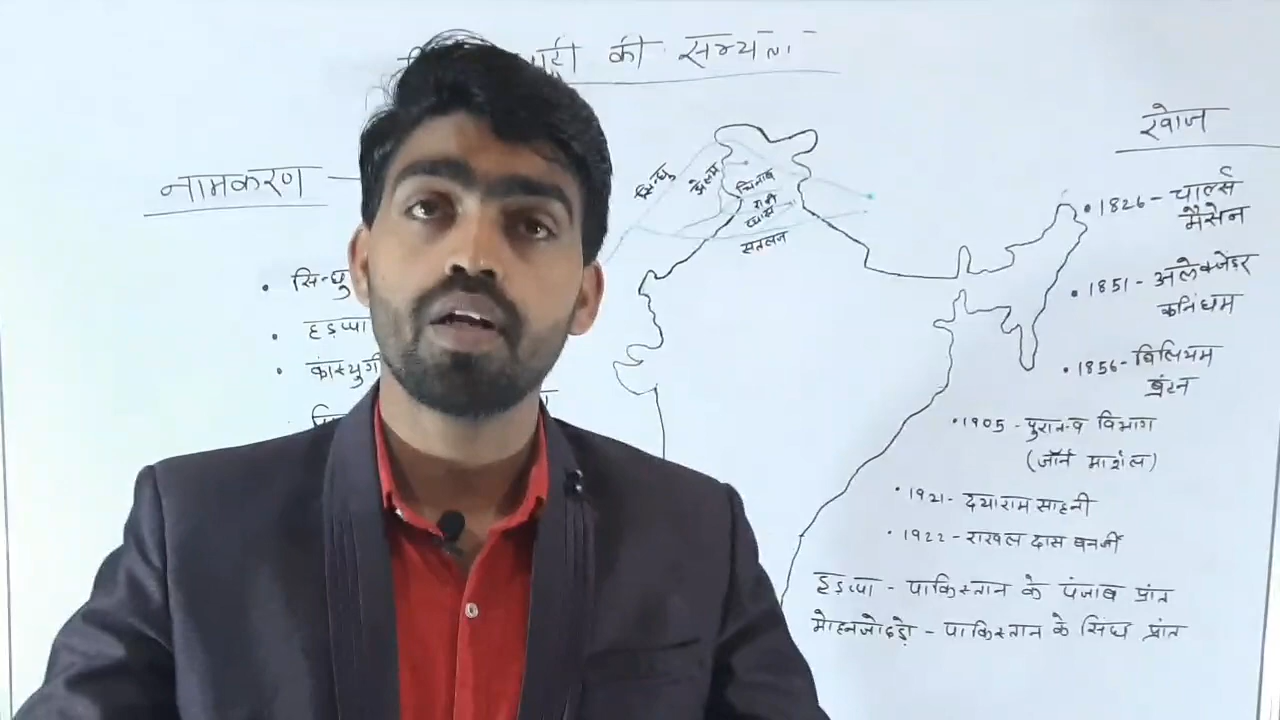 की सभ्यता
नामकरण
सिन्धु
हड़प्पा
कांस्युगी
सिन्धु
झेलम
चिनाब
रावी
व्यास
सतलज
खोज
• 1826 - चार्ल्स
मैसेन
• 1851 - अलेक्जेंडर
कनिंघम
• 1856 - विलियम
ब्रंटन
• 1905 - पुरातत्व विभाग
(जॉर्न मार्शल)
• 1921 - दयाराम साहनी
• 1922 - राखल दास बनर्जी
हड़प्पा - पाकिस्तान के पंजाब प्रांत
मोहनजोदड़ो - पाकिस्तान के सिंध प्रांत